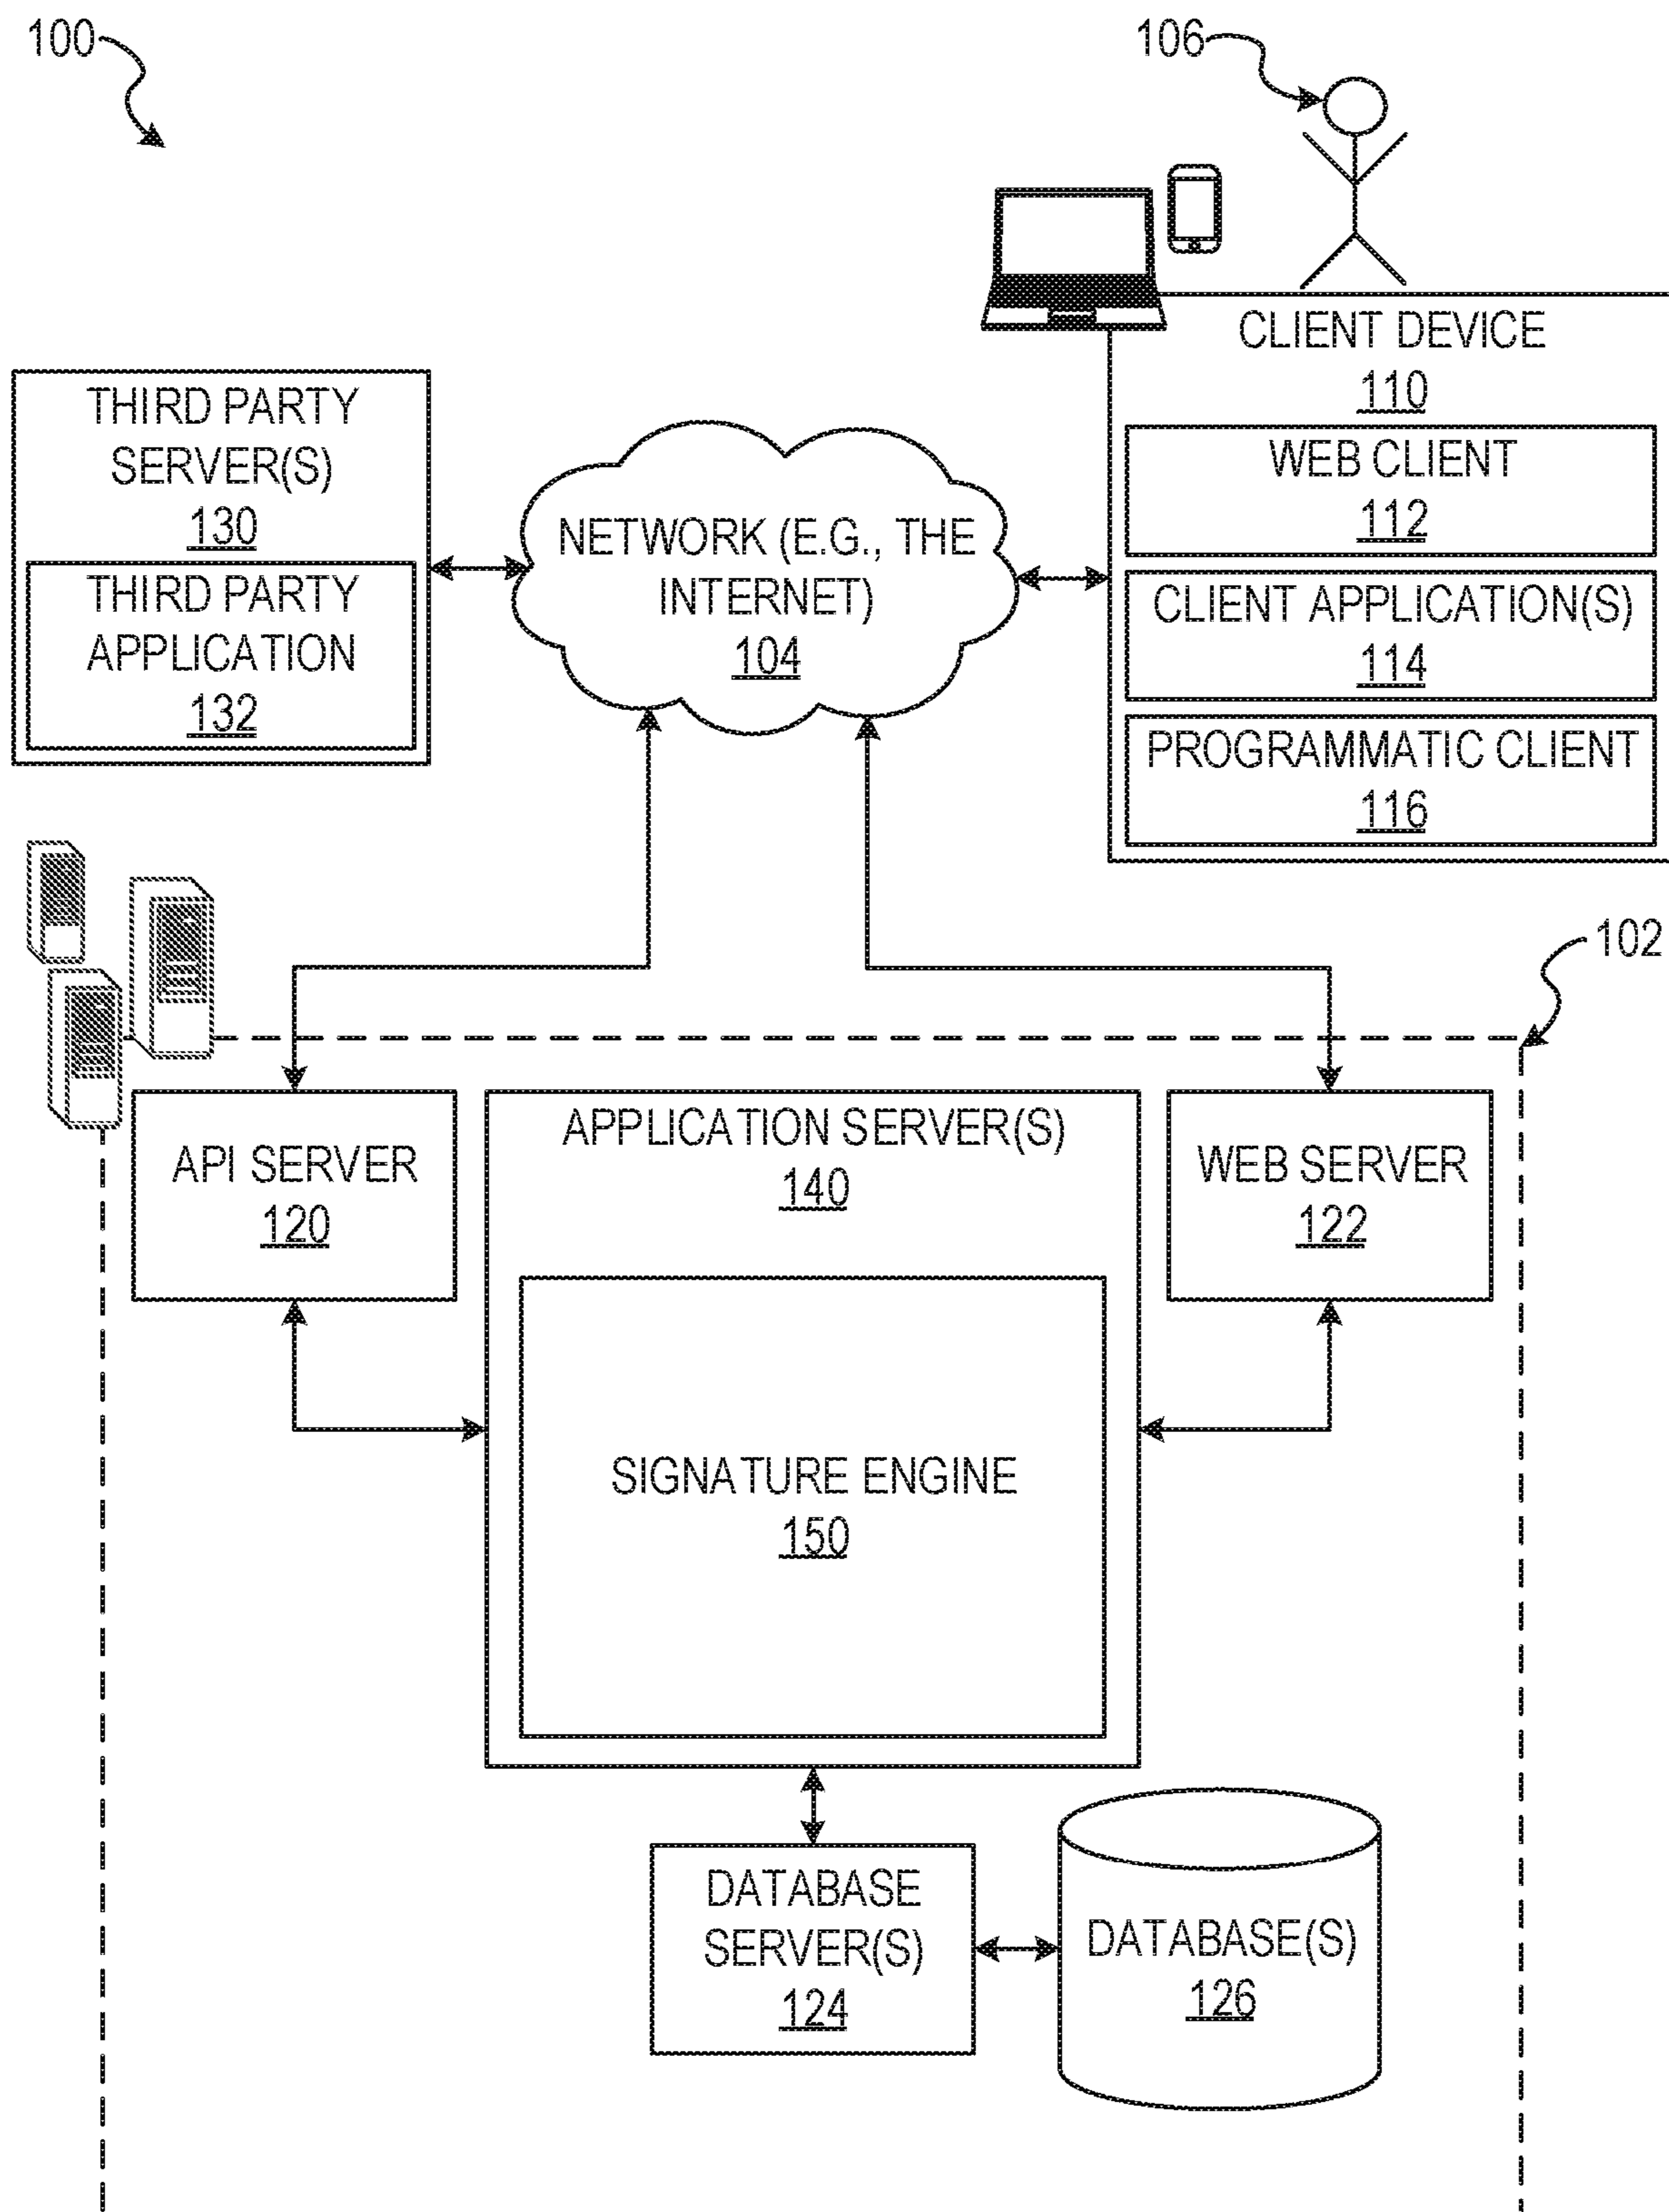 100
106
CLIENT DEVICE
110
WEB CLIENT
112
CLIENT APPLICATION(S)
114
PROGRAMMATIC CLIENT
116
THIRD PARTY
SERVER(S)
130
THIRD PARTY
APPLICATION
132
NETWORK (E.G., THE
INTERNET)
104
102
API SERVER
120
APPLICATION SERVER(S)
140
SIGNATURE ENGINE
150
WEB SERVER
122
DATABASE
SERVER(S)
124
DATABASE(S)
126